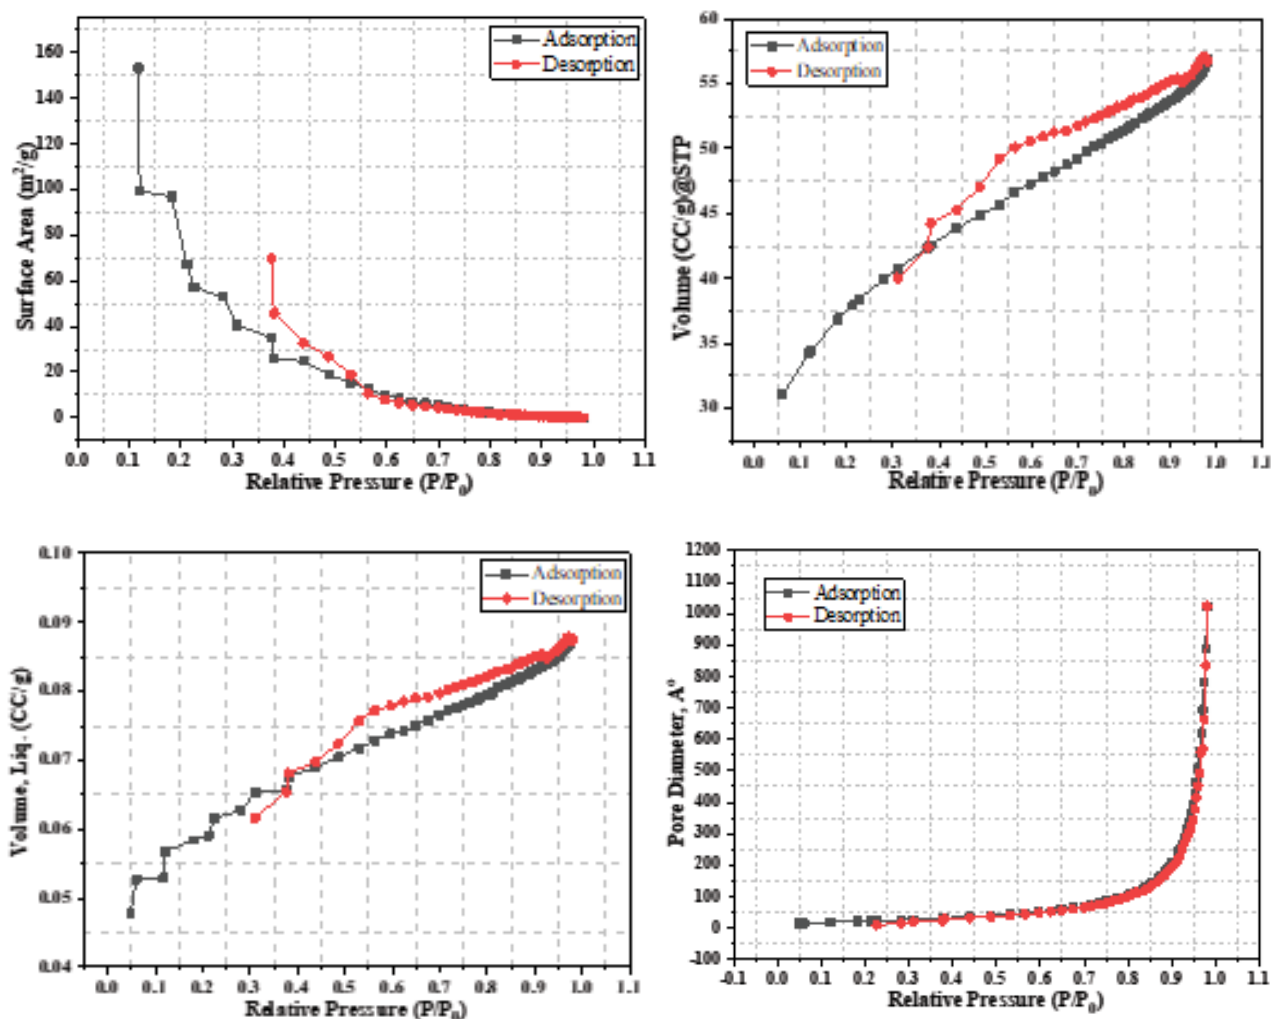 Adsorption
Desorption
160
140
120
100
80
60
40
20
0
Surface Area (m²/g)
0.0 0.1 0.2 0.3 0.4 0.5 0.6 0.7 0.8 0.9 1.0 1.1
Relative Pressure (P/P₀)
Adsorption
Desorption
60
55
50
45
40
35
30
Volume (CC/g)@STP
0.0 0.1 0.2 0.3 0.4 0.5 0.6 0.7 0.8 0.9 1.0 1.1
Relative Pressure (P/P₀)
Adsorption
Desorption
0.10
0.09
0.08
0.07
0.06
0.05
0.04
Volume, Liq. (CC/g)
0.0 0.1 0.2 0.3 0.4 0.5 0.6 0.7 0.8 0.9 1.0 1.1
Relative Pressure (P/P₀)
Adsorption
Desorption
1200
1100
1000
900
800
700
600
500
400
300
200
100
0
-100
Pore Diameter, A°
-0.1 0.0 0.1 0.2 0.3 0.4 0.5 0.6 0.7 0.8 0.9 1.0 1.1
Relative Pressure (P/P₀)